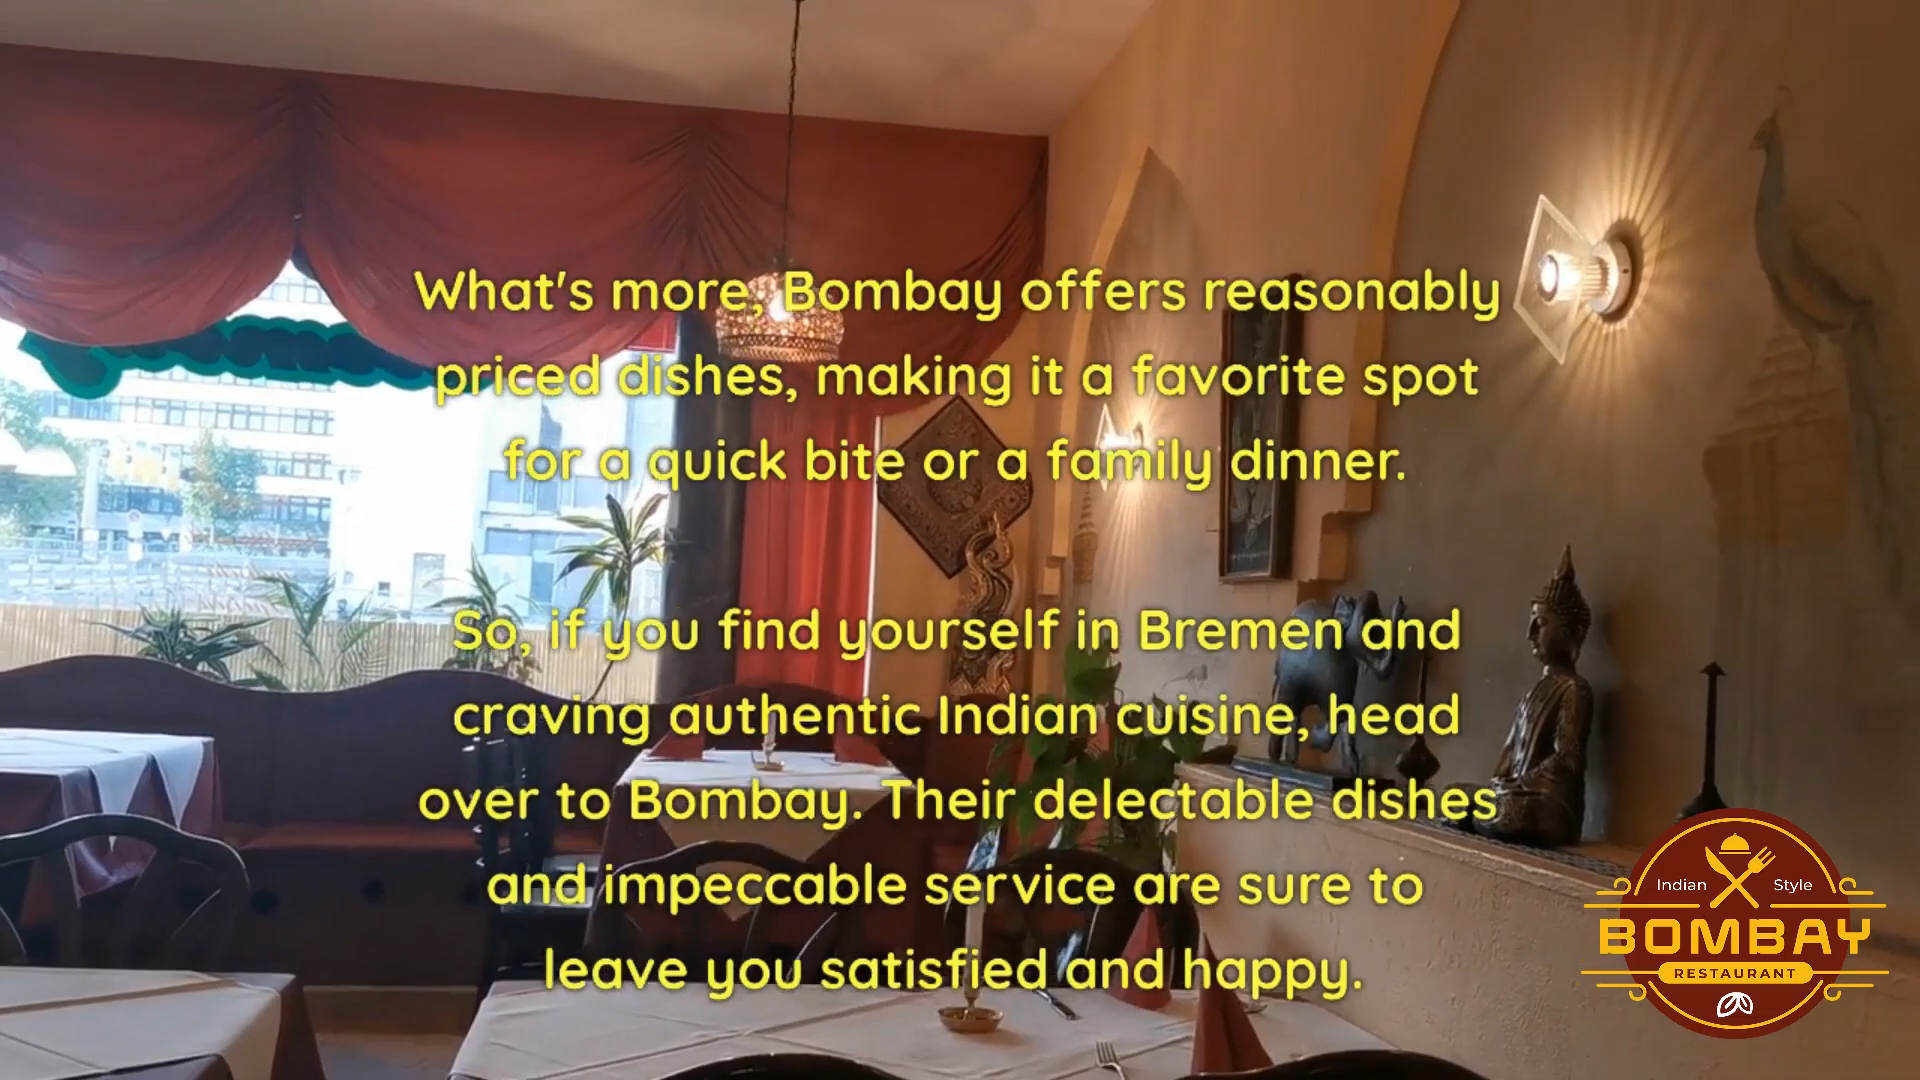 What's more, Bombay offers reasonably
priced dishes, making it a favorite spot
for a quick bite or a family dinner.
So, if you find yourself in Bremen and
craving authentic Indian cuisine, head
over to Bombay. Their delectable dishes
and impeccable service are sure to
leave you satisfied and happy.
Indian Style
BOMBAY
RESTAURANT